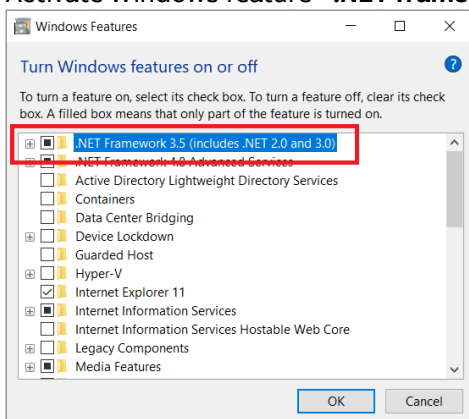 Activate Windows feature ".NET Frame
Windows Features
Turn Windows features on or off
?
To turn a feature on, select its check box. To turn a feature off, clear its check
box. A filled box means that only part of the feature is turned on.
.NET Framework 3.5 (includes .NET 2.0 and 3.0)
.NET Framework 4.8 Advanced Services
Active Directory Lightweight Directory Services
Containers
Data Center Bridging
Device Lockdown
Guarded Host
Hyper-V
Internet Explorer 11
Internet Information Services
Internet Information Services Hostable Web Core
Legacy Components
Media Features
OK
Cancel